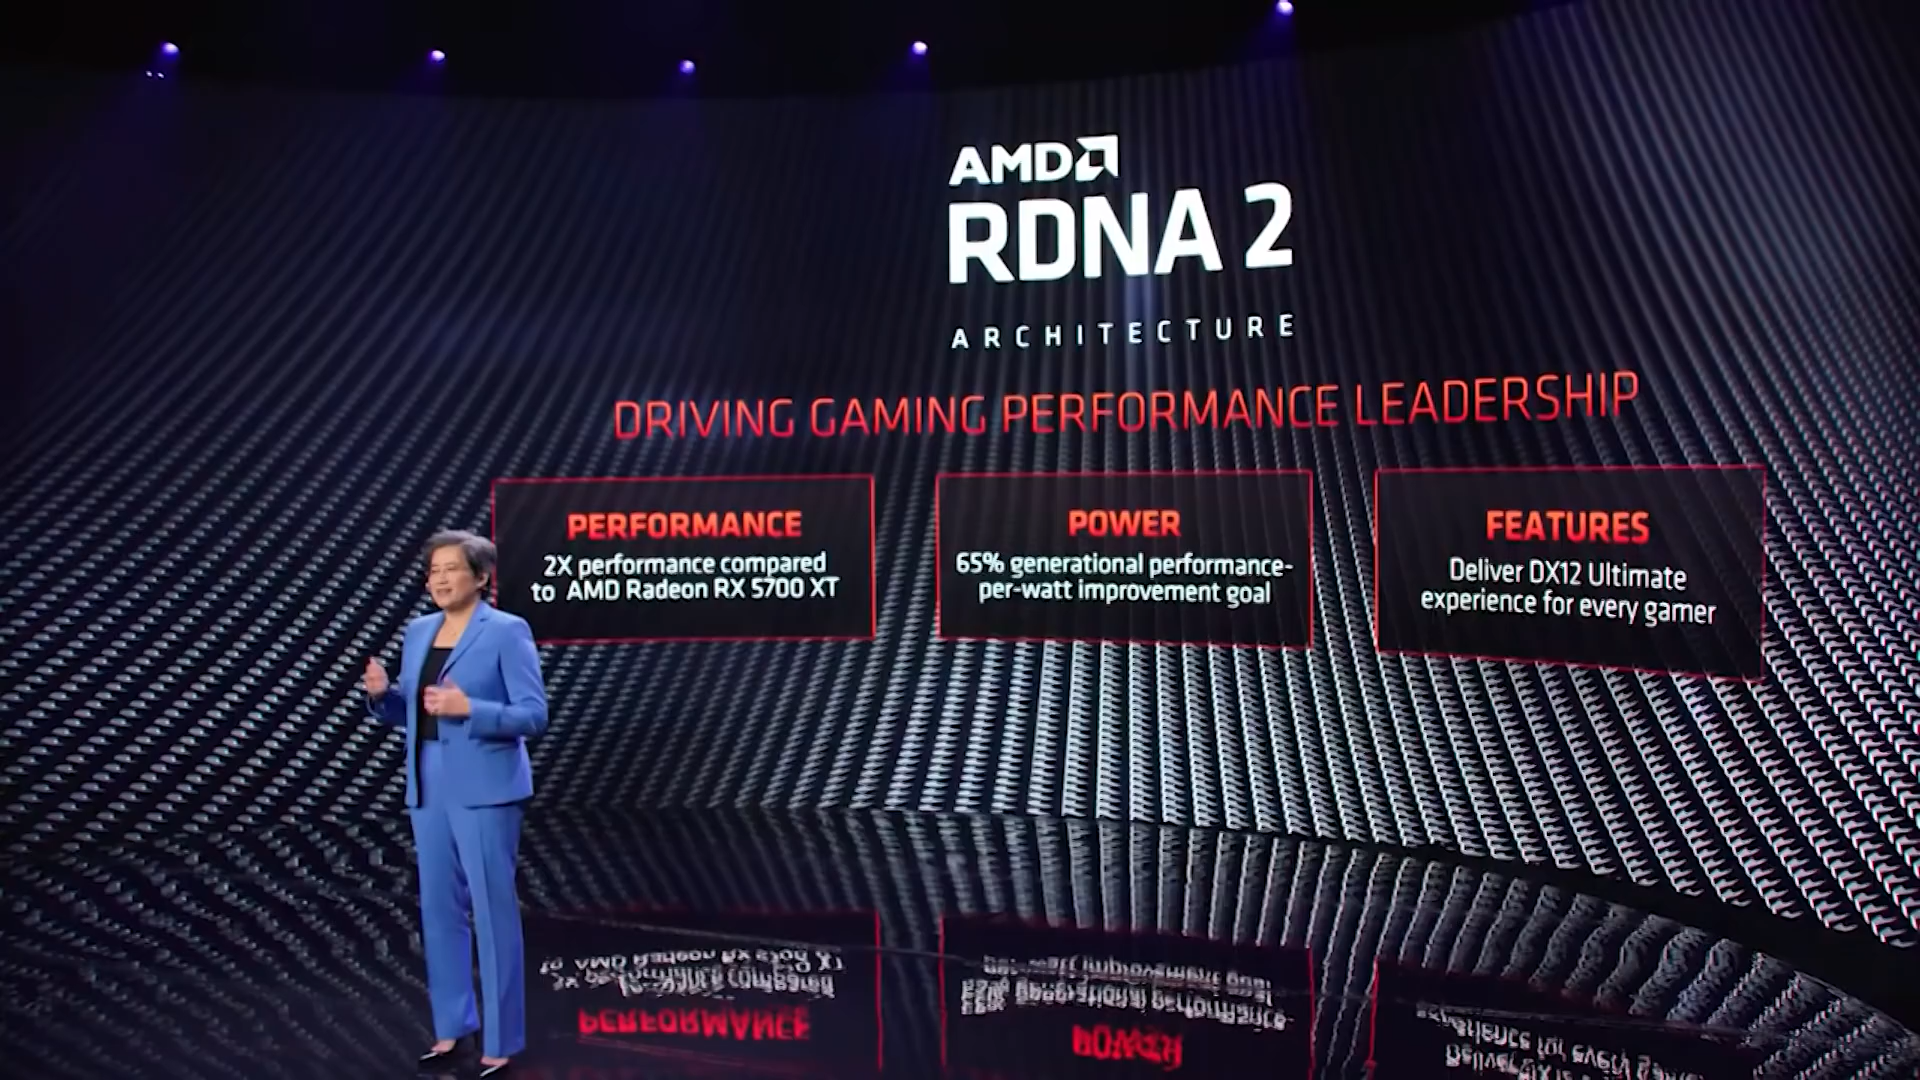 AMD
RDNA 2
ARCHITECTURE
DRIVING GAMING PERFORMANCE LEADERSHIP
PERFORMANCE
2X performance compared
to AMD Radeon RX 5700 XT
POWER
65% generational performance-
per-watt improvement goal
FEATURES
Deliver DX12 Ultimate
experience for every gamer